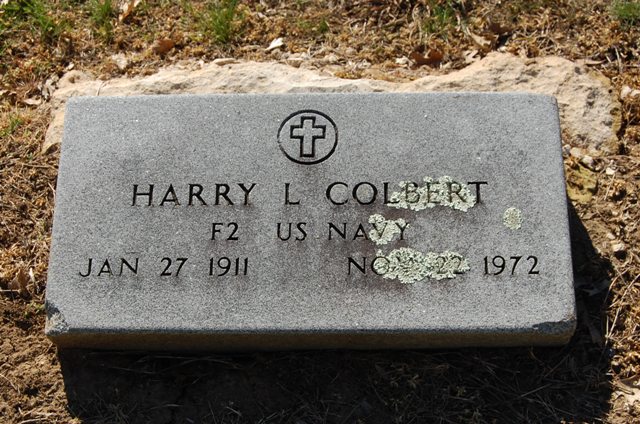 HARRY L COLBERT
F2 US NAVY
JAN 27 1911 NOV 22 1972